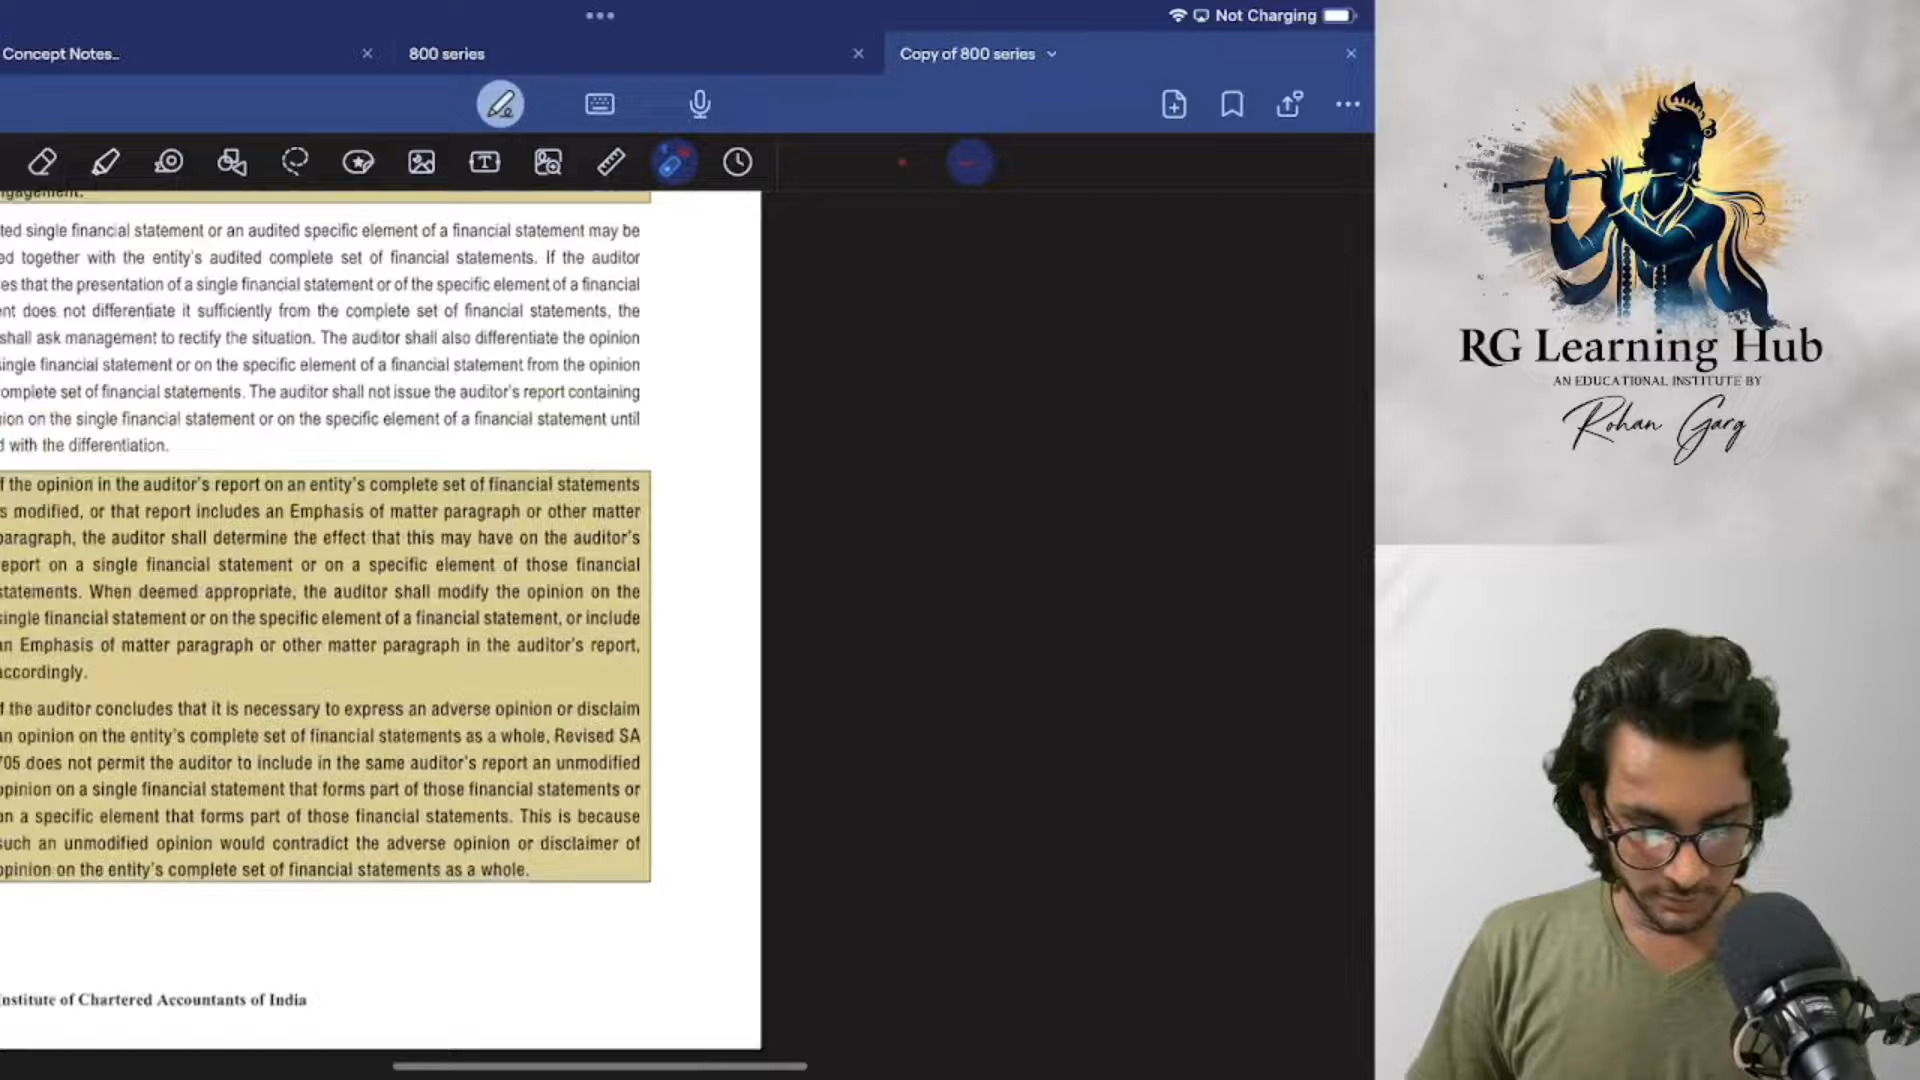 Not Charging
Concept Notes..
800 series
Copy of 800 series
ngagement.
ted single financial statement or an audited specific element of a financial statement may be
ed together with the entity's audited complete set of financial statements. If the auditor
es that the presentation of a single financial statement or of the specific element of a financial
nt does not differentiate it sufficiently from the complete set of financial statements, the
shall ask management to rectify the situation. The auditor shall also differentiate the opinion
single financial statement or on the specific element of a financial statement from the opinion
complete set of financial statements. The auditor shall not issue the auditor's report containing
ion on the single financial statement or on the specific element of a financial statement until
d with the differentiation.
f the opinion in the auditor's report on an entity's complete set of financial statements
s modified, or that report includes an Emphasis of matter paragraph or other matter
paragraph, the auditor shall determine the effect that this may have on the auditor's
report on a single financial statement or on a specific element of those financial
statements. When deemed appropriate, the auditor shall modify the opinion on the
single financial statement or on the specific element of a financial statement, or include
an Emphasis of matter paragraph or other matter paragraph in the auditor's report,
accordingly.
f the auditor concludes that it is necessary to express an adverse opinion or disclaim
an opinion on the entity's complete set of financial statements as a whole, Revised SA
705 does not permit the auditor to include in the same auditor's report an unmodified
opinion on a single financial statement that forms part of those financial statements or
on a specific element that forms part of those financial statements. This is because
such an unmodified opinion would contradict the adverse opinion or disclaimer of
opinion on the entity's complete set of financial statements as a whole.
Institute of Chartered Accountants of India
RG Learning Hub
AN EDUCATIONAL INSTITUTE BY
Rohan Garg